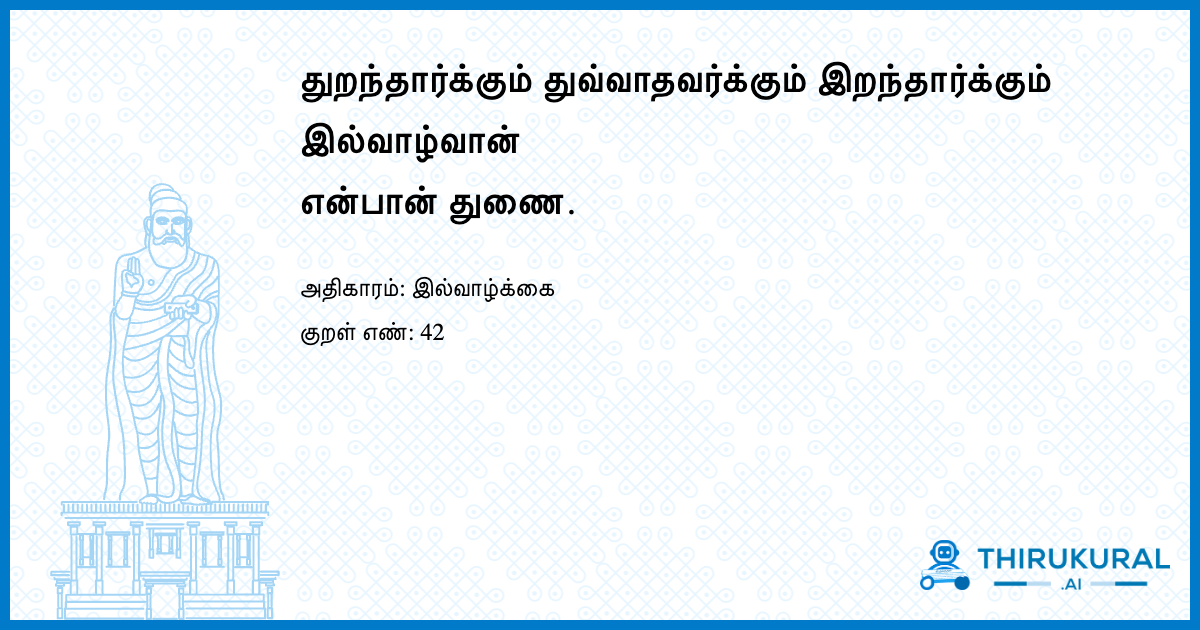 துறந்தார்க்கும் துவ்வாதவர்க்கும் இறந்தார்க்கும்
இல்வாழ்வான்
என்பான் துணை.
அதிகாரம்: இல்வாழ்க்கை
குறள் எண்: 42
THIRUKURAL
.AI